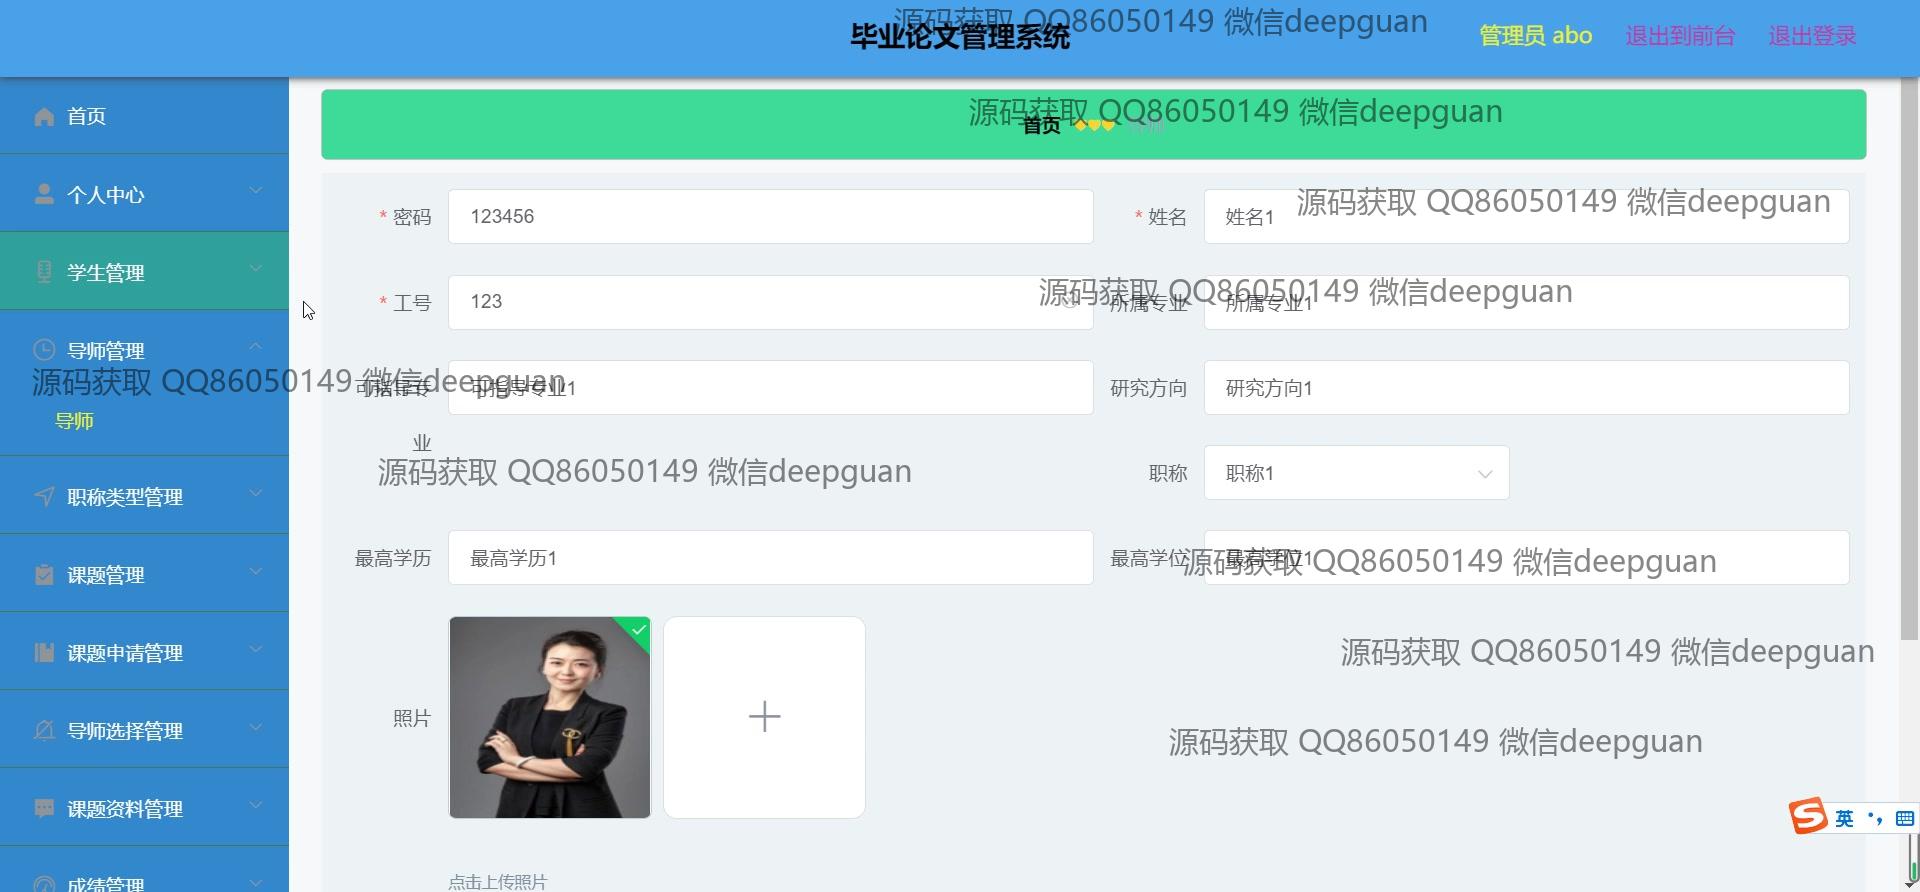 毕业论文管理系统
源码获取 QQ86050149 微信deepguan
管理员 abo
退出到前台
退出登录
首页
个人中心
学生管理
导师管理
导师
职称类型管理
课题管理
课题申请管理
导师选择管理
课题资料管理
成绩管理
源码获取 QQ86050149 微信deepguan
首页
导师
* 密码
123456
* 姓名
姓名1
源码获取 QQ86050149 微信deepguan
* 工号
123
所属专业
所属专业1
源码获取 QQ86050149 微信deepguan
可指导专业
可指导专业1
源码获取 QQ86050149 微信deepguan
研究方向
研究方向1
源码获取 QQ86050149 微信deepguan
职称
职称1
最高学历
最高学历1
最高学位
最高学位1
源码获取 QQ86050149 微信deepguan
照片
源码获取 QQ86050149 微信deepguan
源码获取 QQ86050149 微信deepguan
点击上传照片
英